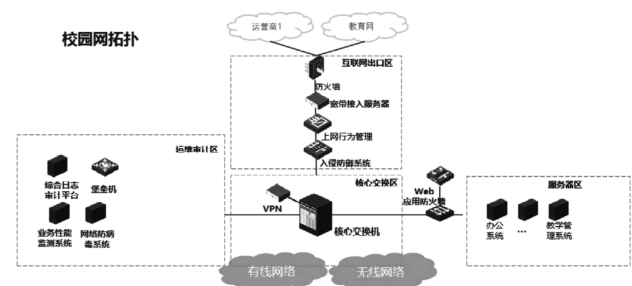 运营商1
教育网
校园网拓扑
互联网出口区
防火墙
宽带接入服务器
上网行为管理
入侵防御系统
运维审计区
综合日志
审计平台
堡垒机
业务性能
监测系统
网络防病
毒系统
核心交换区
VPN
核心交换机
Web
应用防火墙
服务器区
办公
系统
...
教学管
理系统
有线网络
无线网络